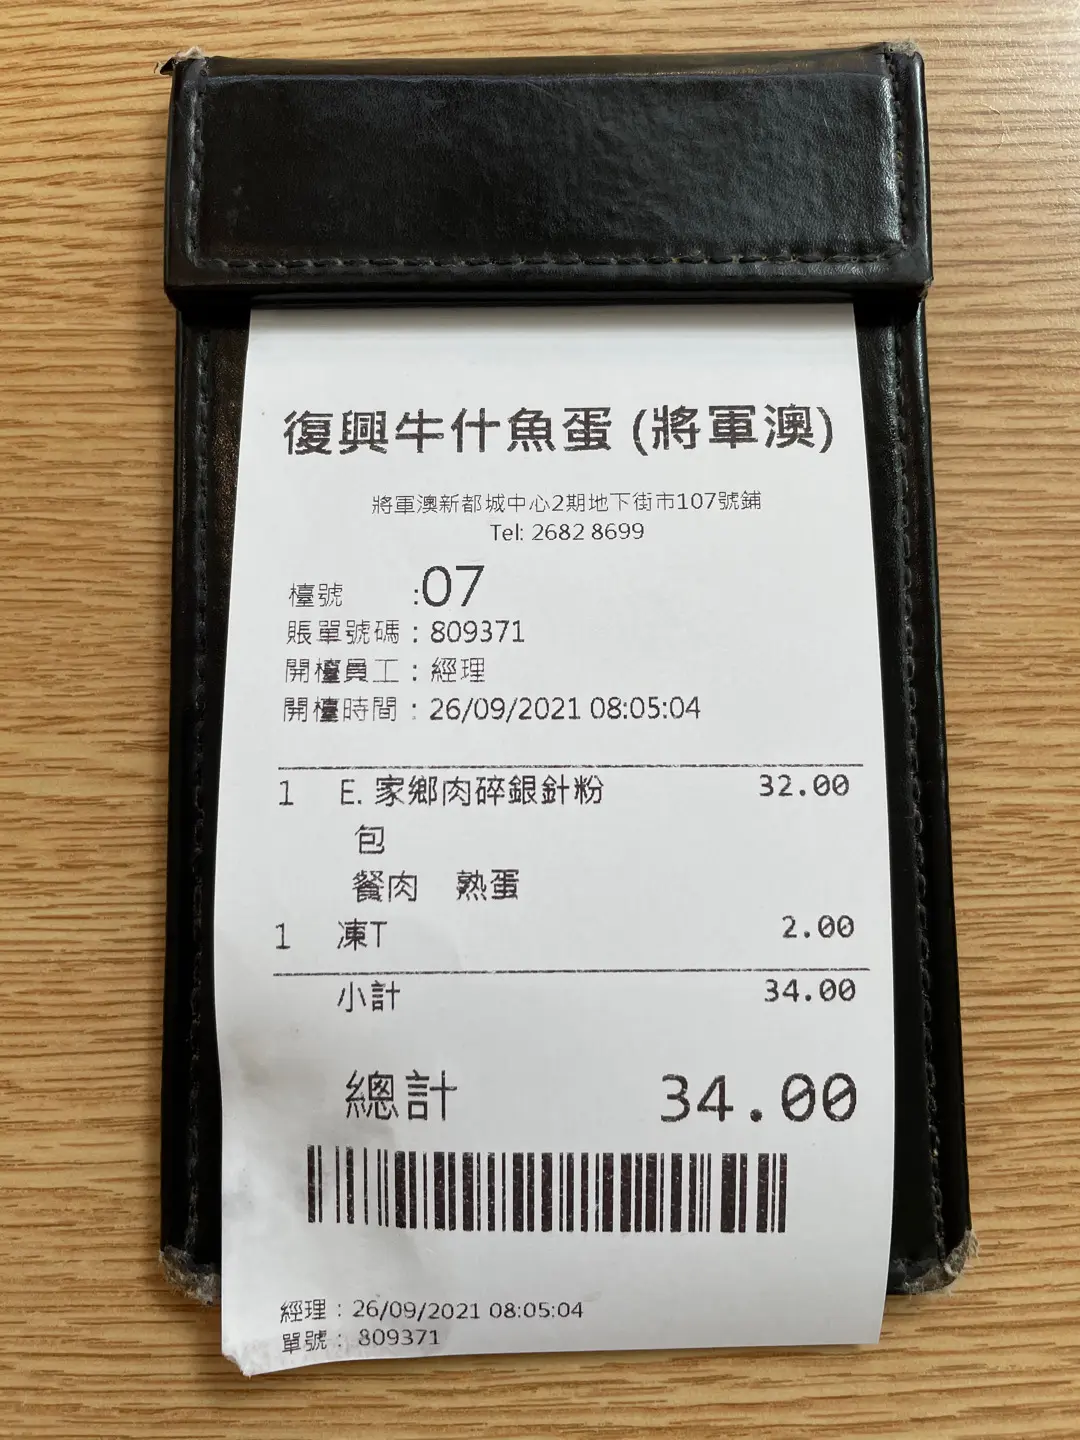 復興牛什魚蛋 (將軍澳)
將軍澳新都城中心2期地下街市107號鋪
Tel: 2682 8699
檯號 :07
賬單號碼 : 809371
開檯員工 : 經理
開檯時間 : 26/09/2021 08:05:04
1 E. 家鄉肉碎銀針粉 32.00
包
餐肉 熟蛋
1 凍T 2.00
小計 34.00
總計 34.00
經理 : 26/09/2021 08:05:04
單號 : 809371